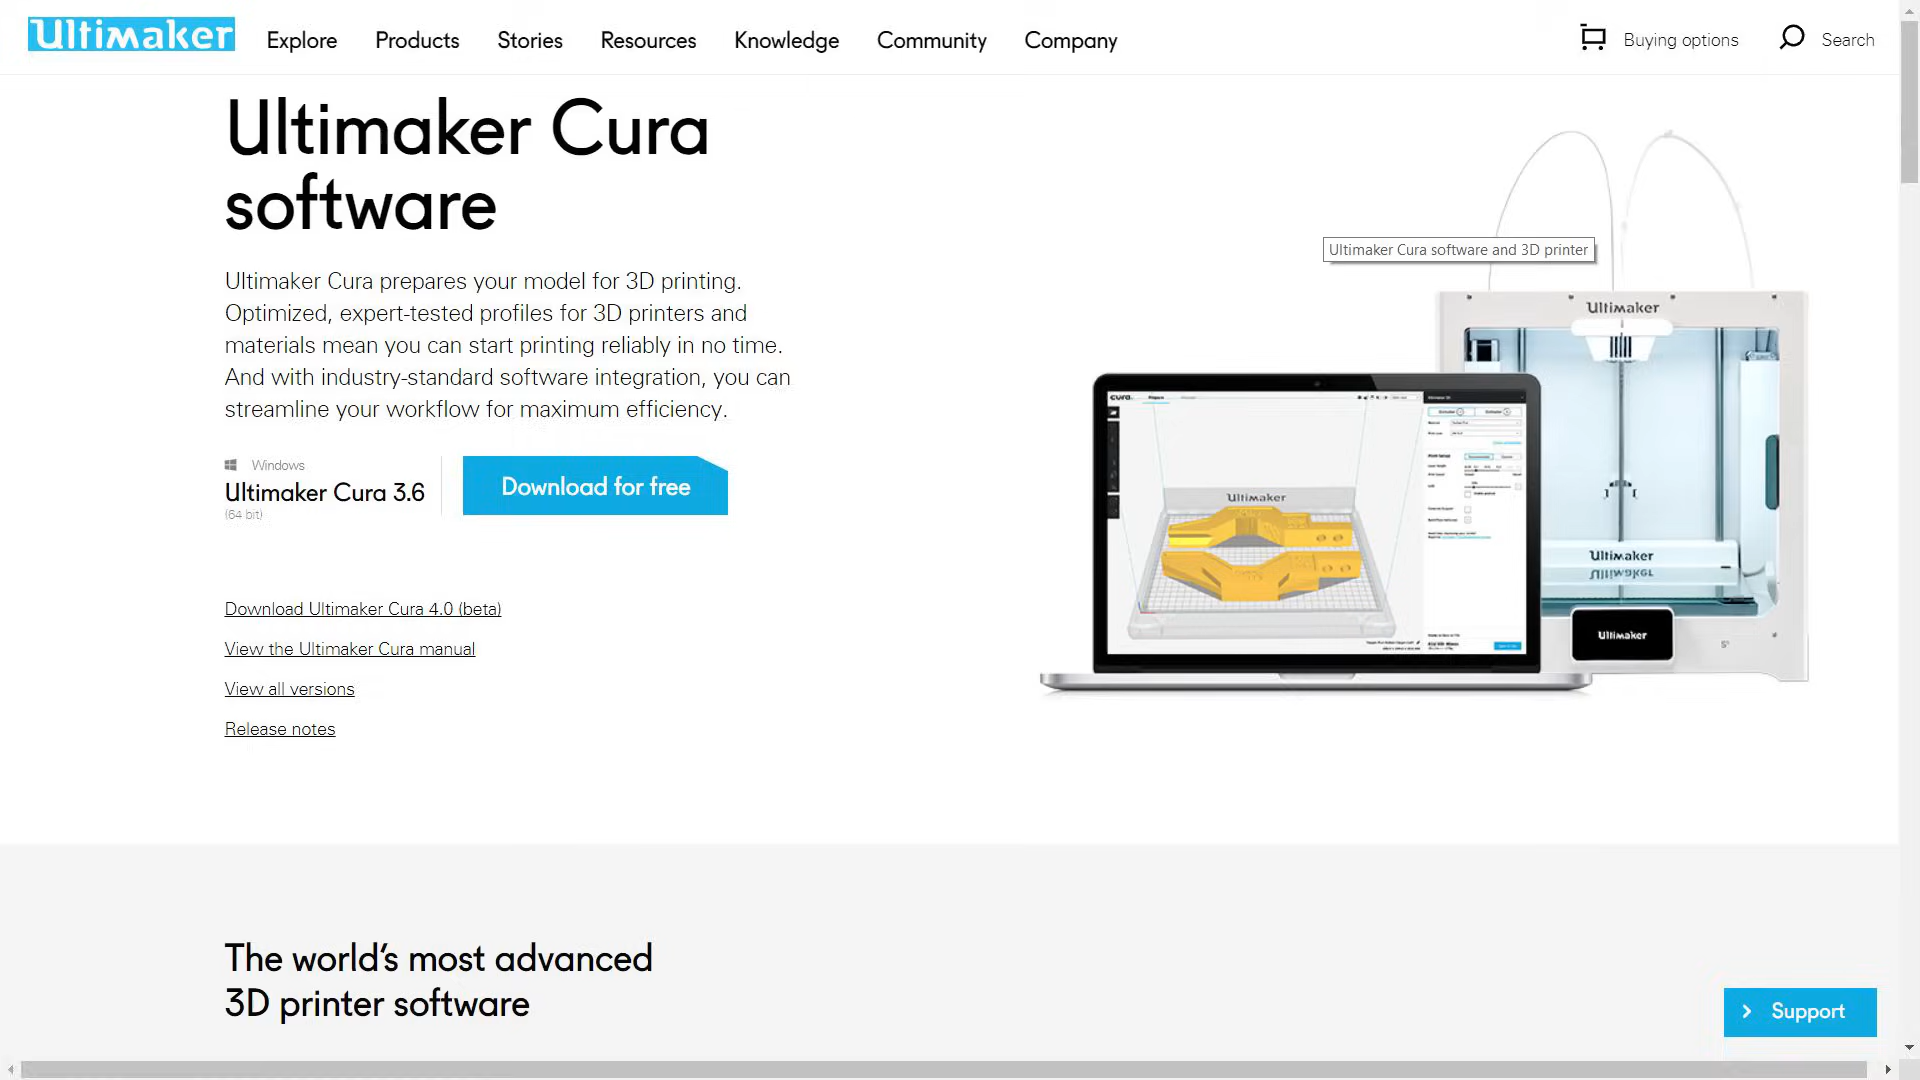 Ultimaker
Explore
Products
Stories
Resources
Knowledge
Community
Company
Buying options
Search
Ultimaker Cura
software
Ultimaker Cura prepares your model for 3D printing.
Optimized, expert-tested profiles for 3D printers and
materials mean you can start printing reliably in no time.
And with industry-standard software integration, you can
streamline your workflow for maximum efficiency.
Windows
Ultimaker Cura 3.6
(64 bit)
Download for free
Download Ultimaker Cura 4.0 (beta)
View the Ultimaker Cura manual
View all versions
Release notes
Ultimaker Cura software and 3D printer
Ultimaker
cura.
Ultimaker
Ultimaker
Ultimaker
The world's most advanced
3D printer software
Support